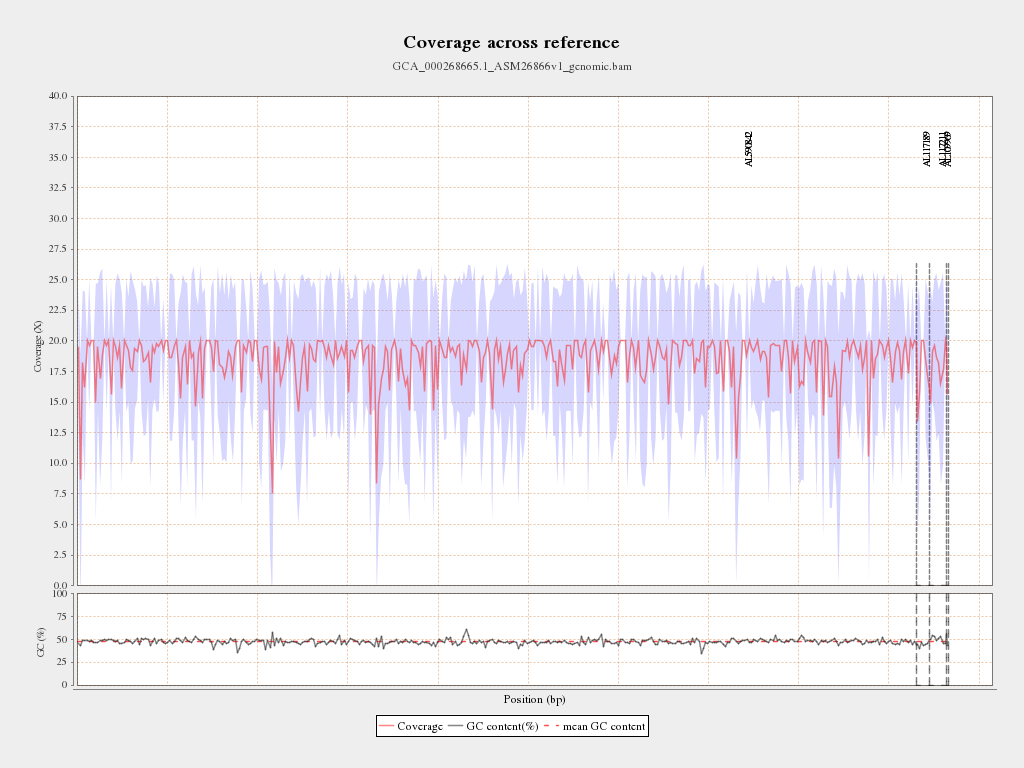 Coverage across reference
GCA_000268665.1_ASM26866v1_genomic.bam
40.0
37.5
35.0
32.5
30.0
27.5
25.0
22.5
20.0
17.5
15.0
12.5
10.0
7.5
5.0
2.5
0.0
Coverage (X)
AL590842
AL117189
AL117211
AL109969
100
75
50
25
0
GC (%)
Position (bp)
Coverage GC content(%) mean GC content